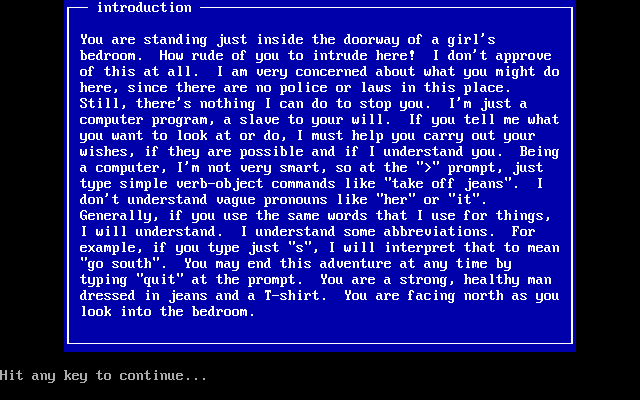 introduction
You are standing just inside the doorway of a girl's
bedroom.  How rude of you to intrude here!  I don't approve
of this at all.  I am very concerned about what you might do
here, since there are no police or laws in this place.
Still, there's nothing I can do to stop you.  I'm just a
computer program, a slave to your will.  If you tell me what
you want to look at or do, I must help you carry out your
wishes, if they are possible and if I understand you.  Being
a computer, I'm not very smart, so at the ">" prompt, just
type simple verb-object commands like "take off jeans".  I
don't understand vague pronouns like "her" or "it".
Generally, if you use the same words that I use for things,
I will understand.  I understand some abbreviations.  For
example, if you type just "s", I will interpret that to mean
"go south".  You may end this adventure at any time by
typing "quit" at the prompt.  You are a strong, healthy man
dressed in jeans and a T-shirt.  You are facing north as you
look into the bedroom.
Hit any key to continue...